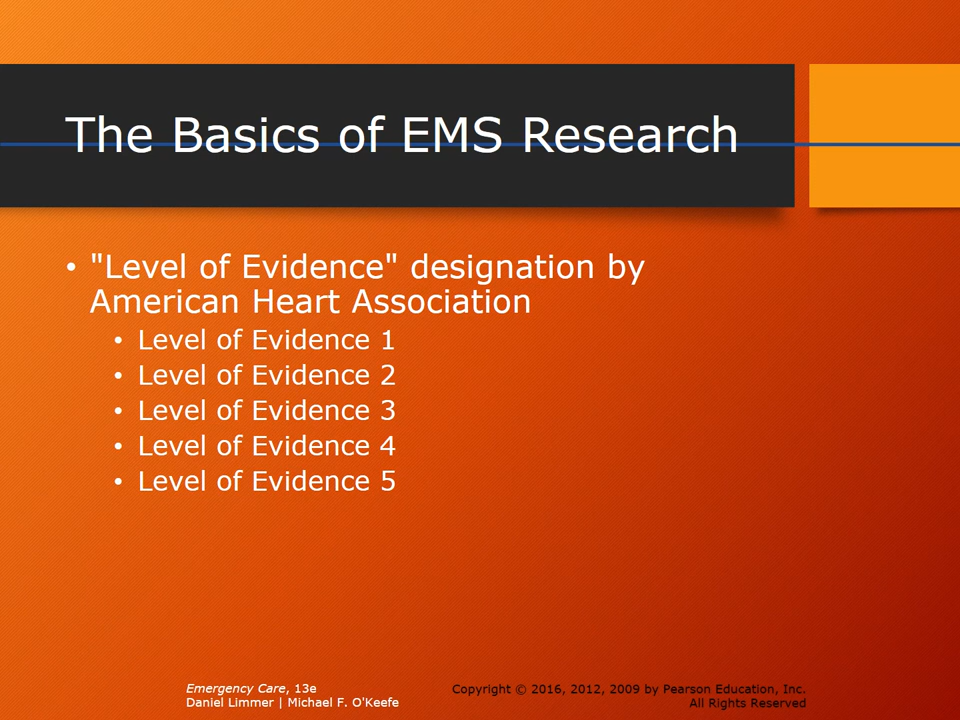 The Basics of EMS Research
• "Level of Evidence" designation by
American Heart Association
• Level of Evidence 1
• Level of Evidence 2
• Level of Evidence 3
• Level of Evidence 4
• Level of Evidence 5
Emergency Care, 13e
Daniel Limmer | Michael F. O'Keefe
Copyright © 2016, 2012, 2009 by Pearson Education, Inc.
All Rights Reserved